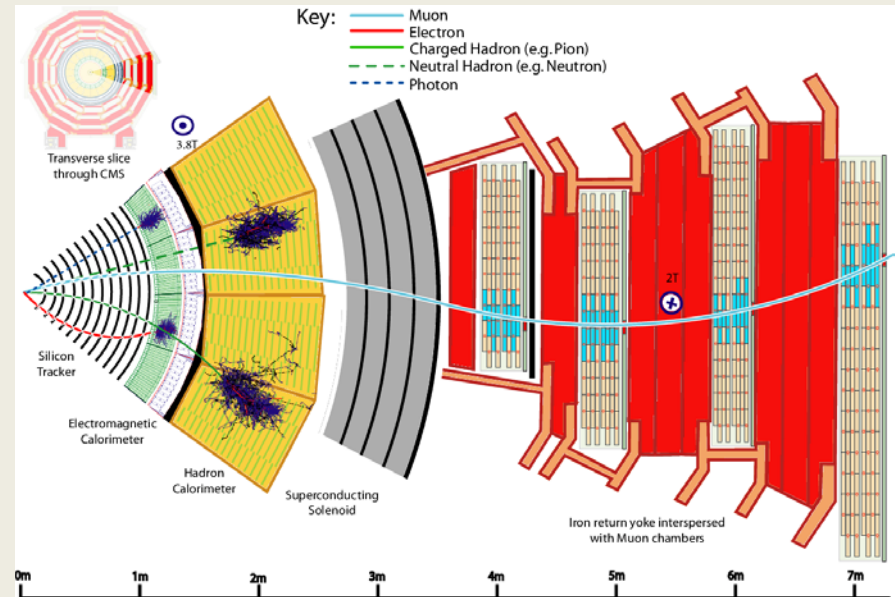 Key:
Muon
Electron
Charged Hadron (e.g. Pion)
Neutral Hadron (e.g. Neutron)
Photon
Transverse slice
through CMS
3.8T
2T
Silicon
Tracker
Electromagnetic
Calorimeter
Hadron
Calorimeter
Superconducting
Solenoid
Iron return yoke interspersed
with Muon chambers
0m 1m 2m 3m 4m 5m 6m 7m